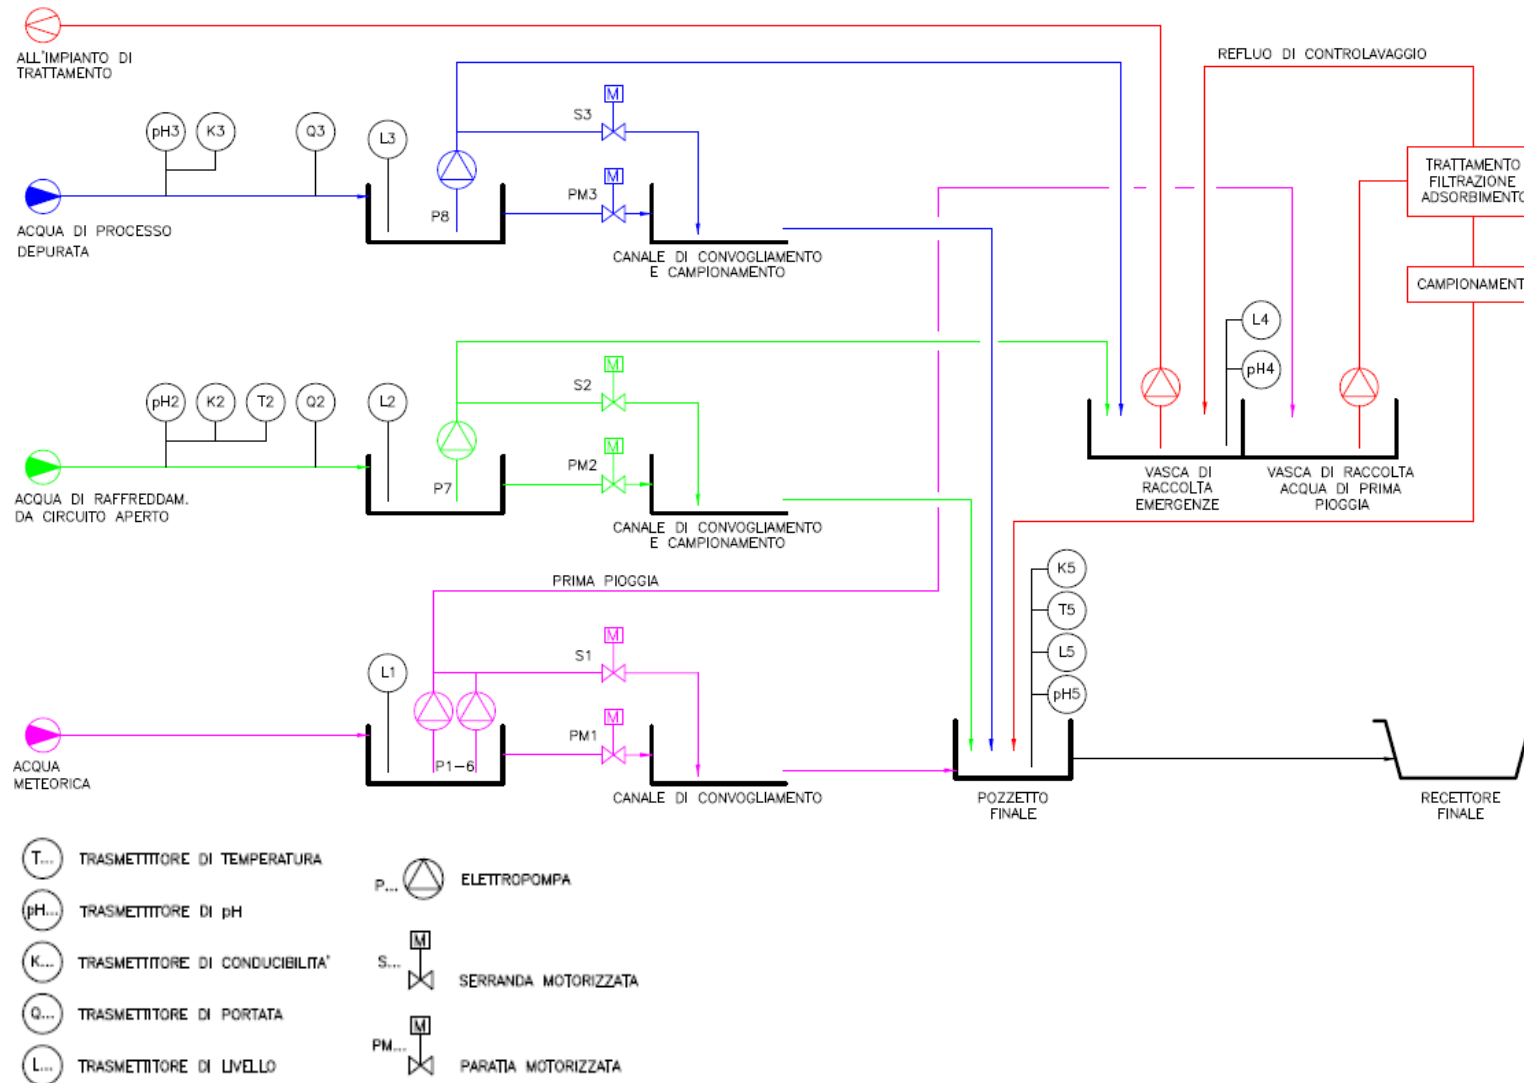 ALL'IMPIANTO DI
TRATTAMENTO
REFLUO DI CONTROLAVAGGIO
M
S3
pH3
K3
Q3
L3
TRATTAMENTO
FILTRAZIONE
ADSORBIMENTO
M
PM3
P8
ACQUA DI PROCESSO
DEPURATA
CANALE DI CONVOGLIAMENTO
E CAMPIONAMENTO
CAMPIONAMENT
L4
pH4
M
S2
pH2
K2
T2
Q2
L2
M
PM2
P7
ACQUA DI RAFFREDDAM.
DA CIRCUITO APERTO
CANALE DI CONVOGLIAMENTO
E CAMPIONAMENTO
VASCA DI
RACCOLTA
EMERGENZE
VASCA DI RACCOLTA
ACQUA DI PRIMA
PIOGGIA
PRIMA PIOGGIA
K5
T5
L5
pH5
M
S1
L1
M
PM1
P1-6
ACQUA
METEORICA
CANALE DI CONVOGLIAMENTO
POZZETTO
FINALE
RECETTORE
FINALE
T... TRASMETTITORE DI TEMPERATURA
pH... TRASMETTITORE DI pH
K... TRASMETTITORE DI CONDUCIBILITA'
Q... TRASMETTITORE DI PORTATA
L... TRASMETTITORE DI LIVELLO
P... ELETTROPOMPA
M
S... SERRANDA MOTORIZZATA
M
PM... PARATIA MOTORIZZATA